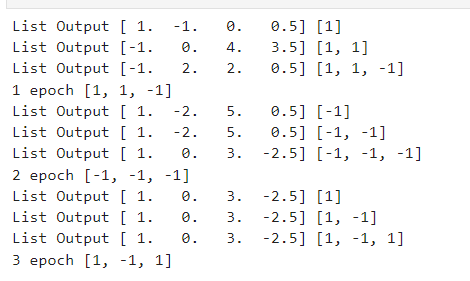 List Output [ 1.  -1.   0.   0.5] [1]
List Output [-1.   0.   4.   3.5] [1, 1]
List Output [-1.   2.   2.   0.5] [1, 1, -1]
1 epoch [1, 1, -1]
List Output [ 1.  -2.   5.   0.5] [-1]
List Output [ 1.  -2.   5.   0.5] [-1, -1]
List Output [ 1.   0.   3.  -2.5] [-1, -1, -1]
2 epoch [-1, -1, -1]
List Output [ 1.   0.   3.  -2.5] [1]
List Output [ 1.   0.   3.  -2.5] [1, -1]
List Output [ 1.   0.   3.  -2.5] [1, -1, 1]
3 epoch [1, -1, 1]